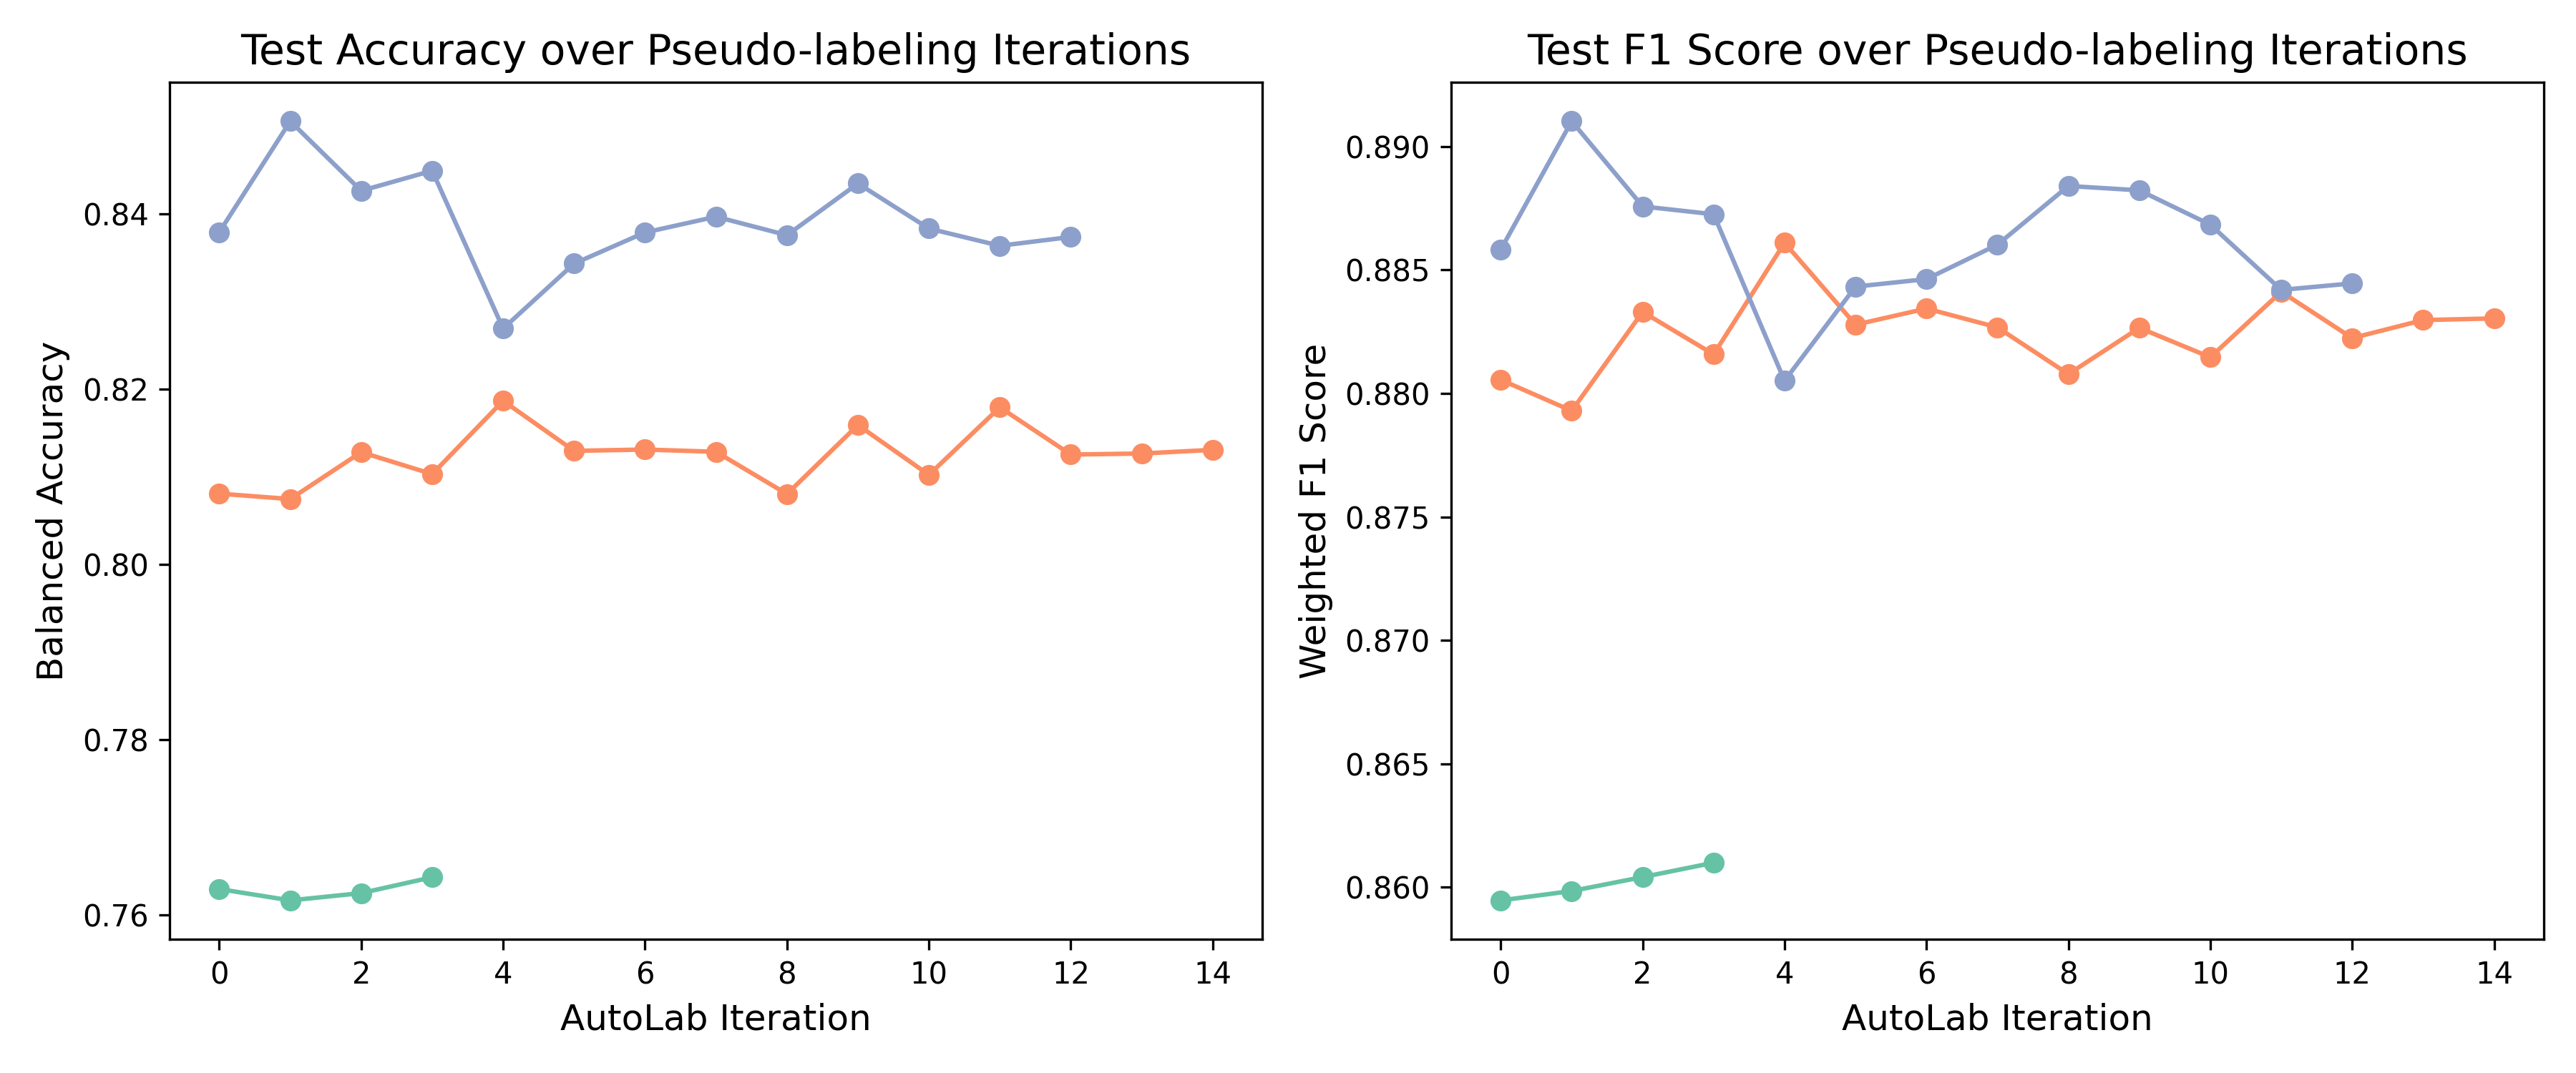 Test Accuracy over Pseudo-labeling Iterations
Balanced Accuracy
0.84
0.82
0.80
0.78
0.76
0 2 4 6 8 10 12 14
AutoLab Iteration
Test F1 Score over Pseudo-labeling Iterations
Weighted F1 Score
0.890
0.885
0.880
0.875
0.870
0.865
0.860
0 2 4 6 8 10 12 14
AutoLab Iteration